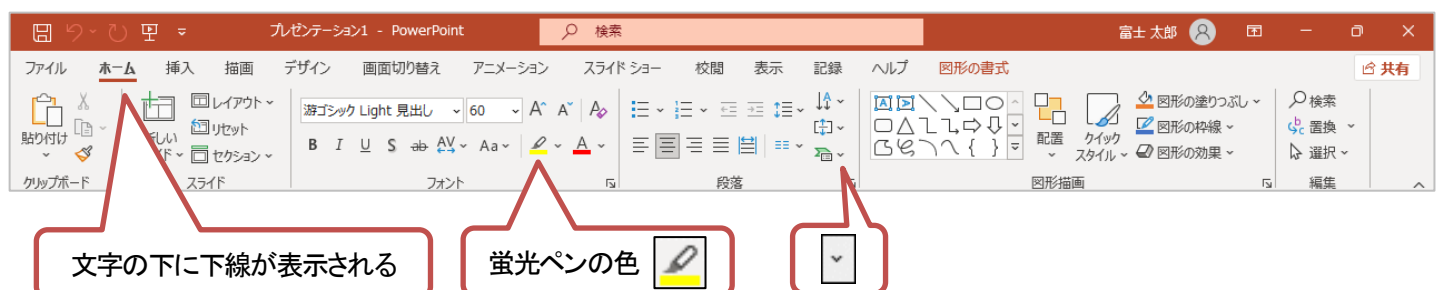 プレゼンテーション1 - PowerPoint 検索 富士 太郎
ファイル ホーム 挿入 描画 デザイン 画面切り替え アニメーション スライド ショー 校閲 表示 記録 ヘルプ 図形の書式 共有
レイアウト 游ゴシック Light 見出し 60 A A A 図形の塗りつぶし 検索
貼り付け しい リセット 配置 クイック 図形の枠線 置換
イド セクション B I U S ab AV Aa A スタイル 図形の効果 選択
クリップボード スライド フォント 段落 図形描画 編集
文字の下に下線が表示される 蛍光ペンの色